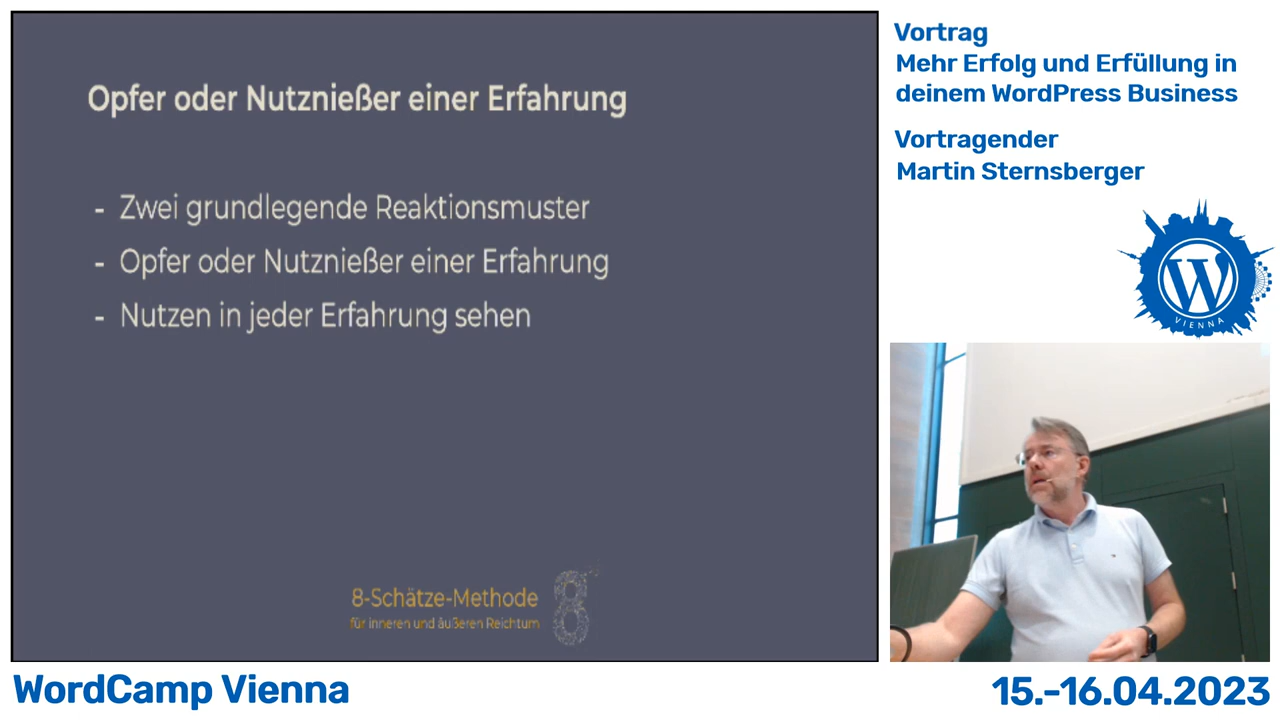 Opfer oder Nutznießer einer Erfahrung
- Zwei grundlegende Reaktionsmuster
- Opfer oder Nutznießer einer Erfahrung
- Nutzen in jeder Erfahrung sehen
8-Schätze-Methode
für inneren und äußeren Reichtum
8
Vortrag
Mehr Erfolg und Erfüllung in
deinem WordPress Business
Vortragender
Martin Sternsberger
W
VIENNA
WordCamp Vienna
15.-16.04.2023